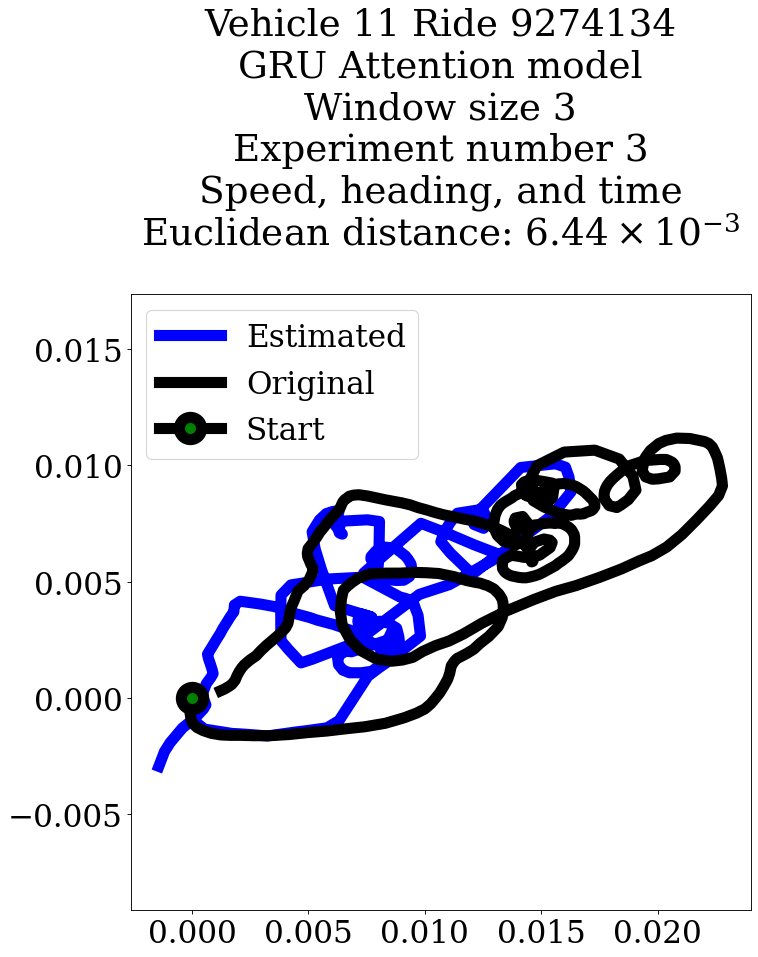 Vehicle 11 Ride 9274134
GRU Attention model
Window size 3
Experiment number 3
Speed, heading, and time
Euclidean distance: 6.44 × 10⁻³
Estimated
Original
Start
0.015
0.010
0.005
0.000
−0.005
0.000 0.005 0.010 0.015 0.020